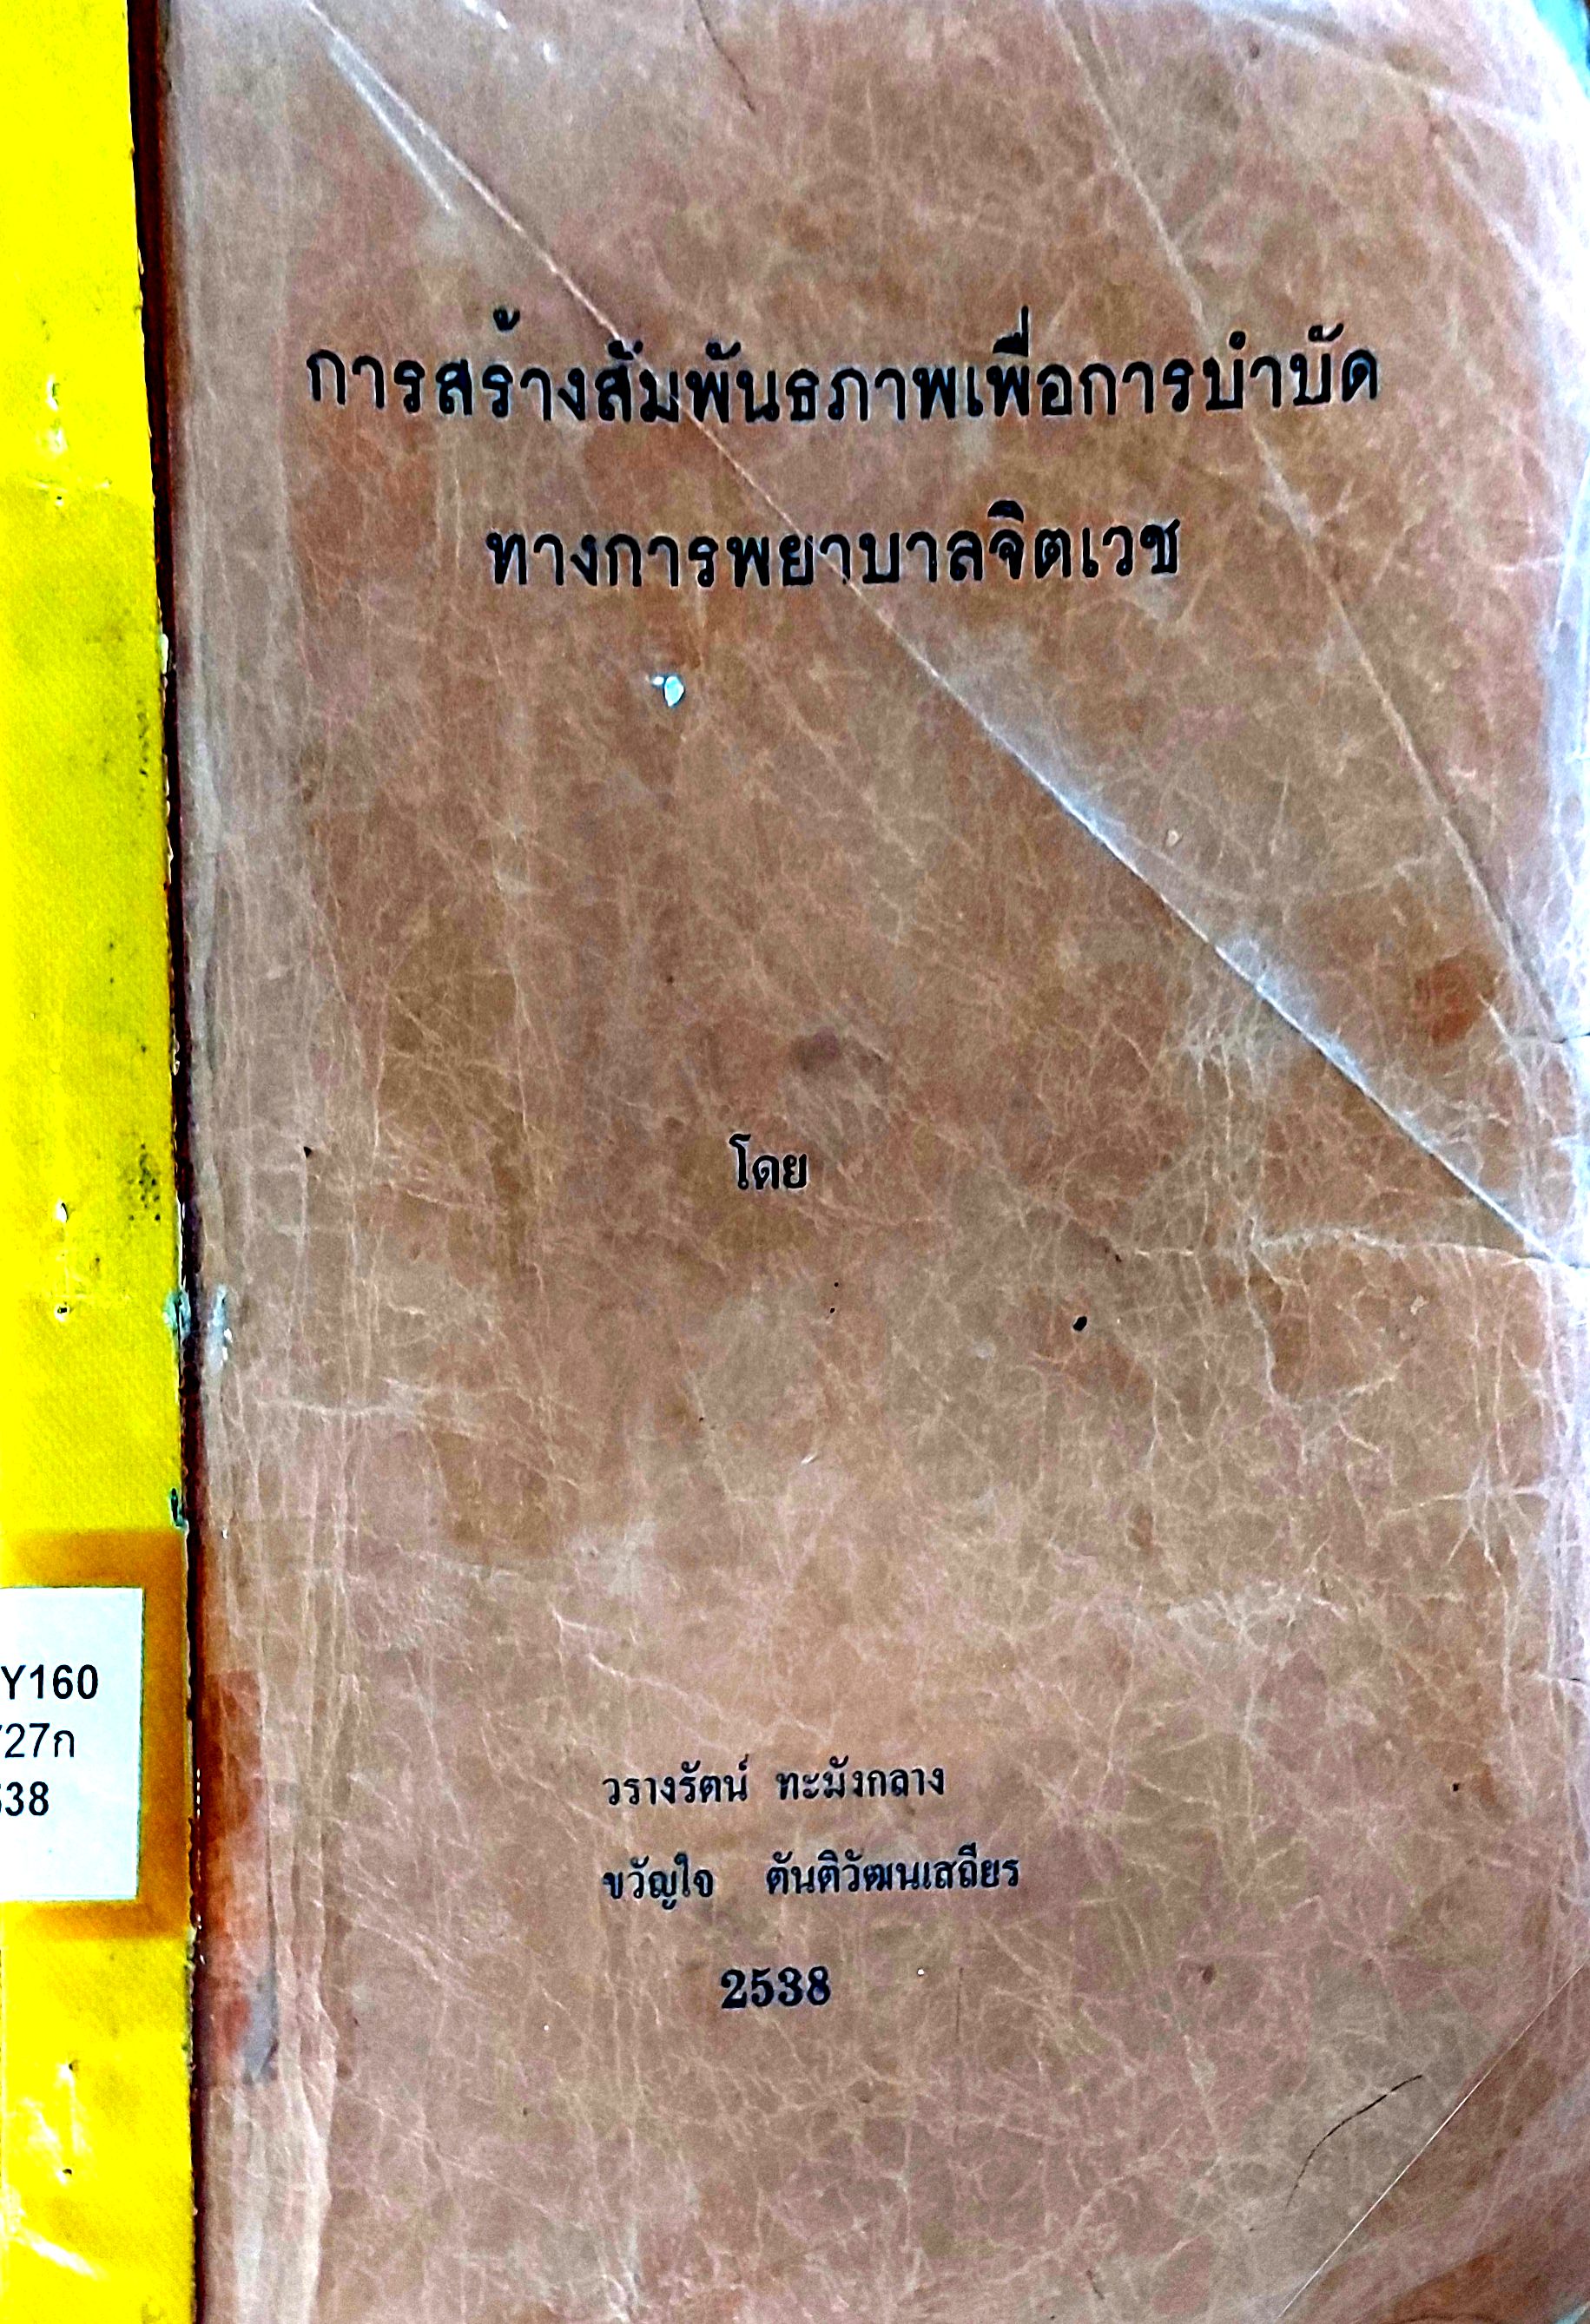 การสร้างสัมพันธภาพเพื่อการบำบัด
ทางการพยาบาลจิตเวช
โดย
Y160
27ก
38
วรางรัตน์ ทะมังกลาง
ขวัญใจ ตันติวัฒนเสถียร
2538